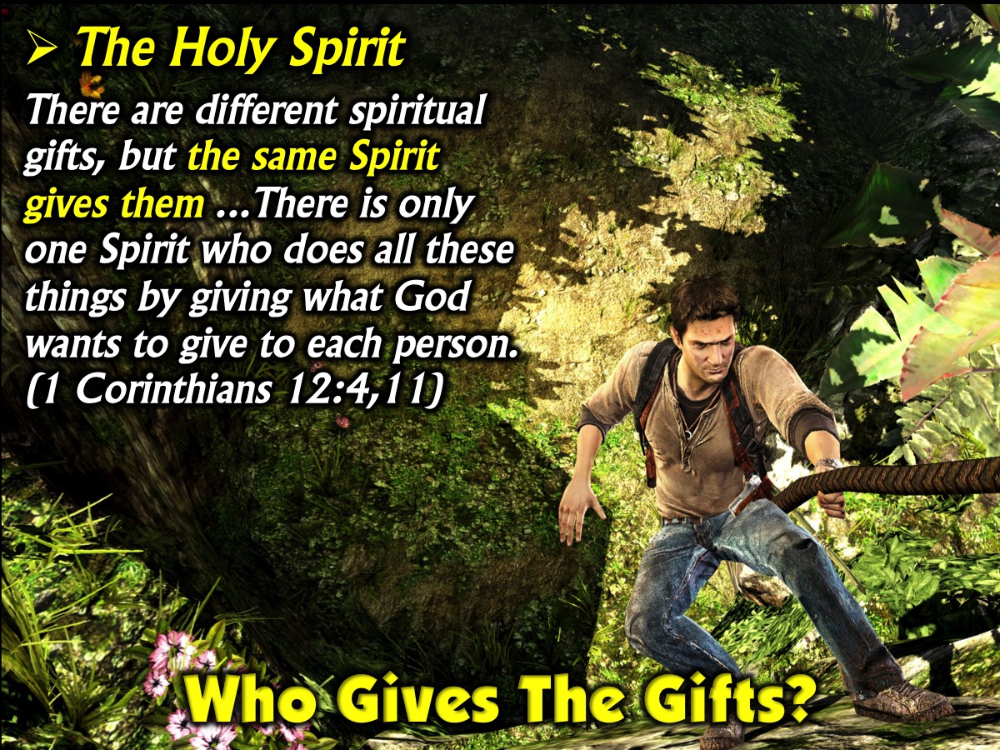 ➢ The Holy Spirit
There are different spiritual
gifts, but the same Spirit
gives them ...There is only
one Spirit who does all these
things by giving what God
wants to give to each person.
(1 Corinthians 12:4,11)
Who Gives The Gifts?